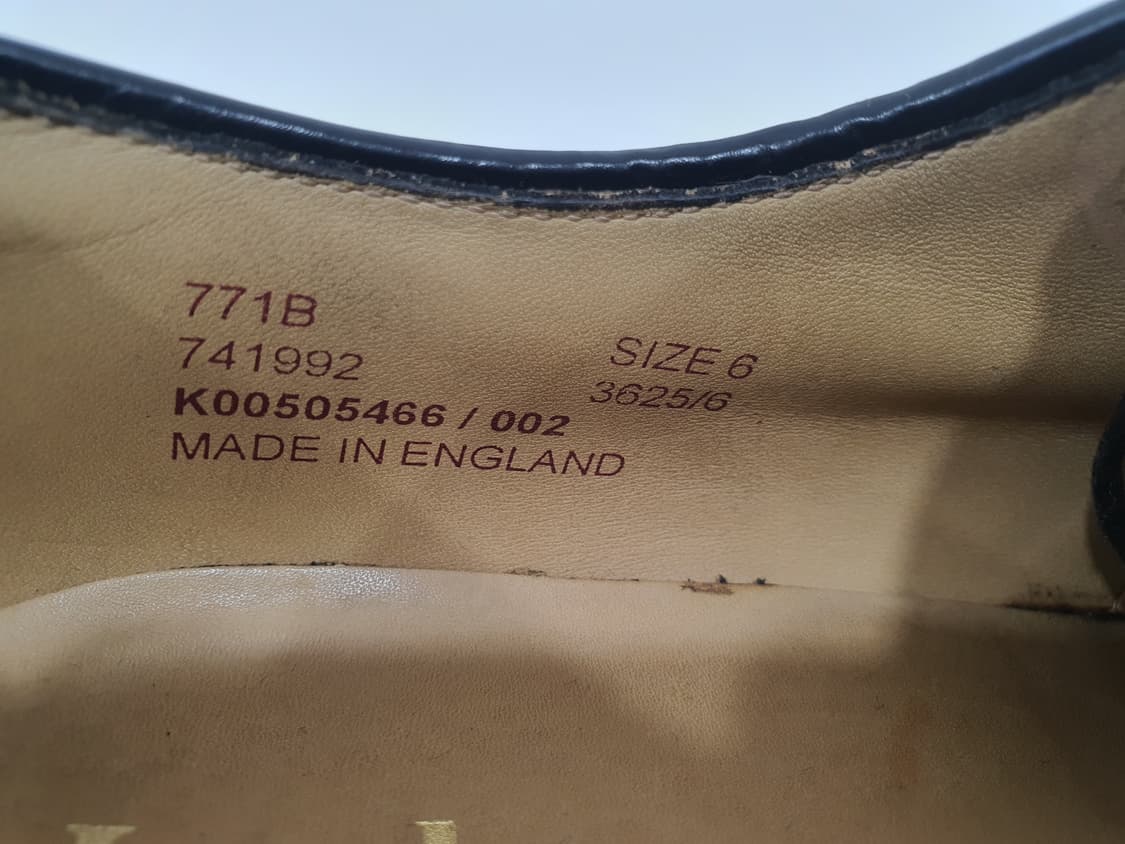 771B
741992
K00505466 / 002
MADE IN ENGLAND
SIZE 6
3625/6